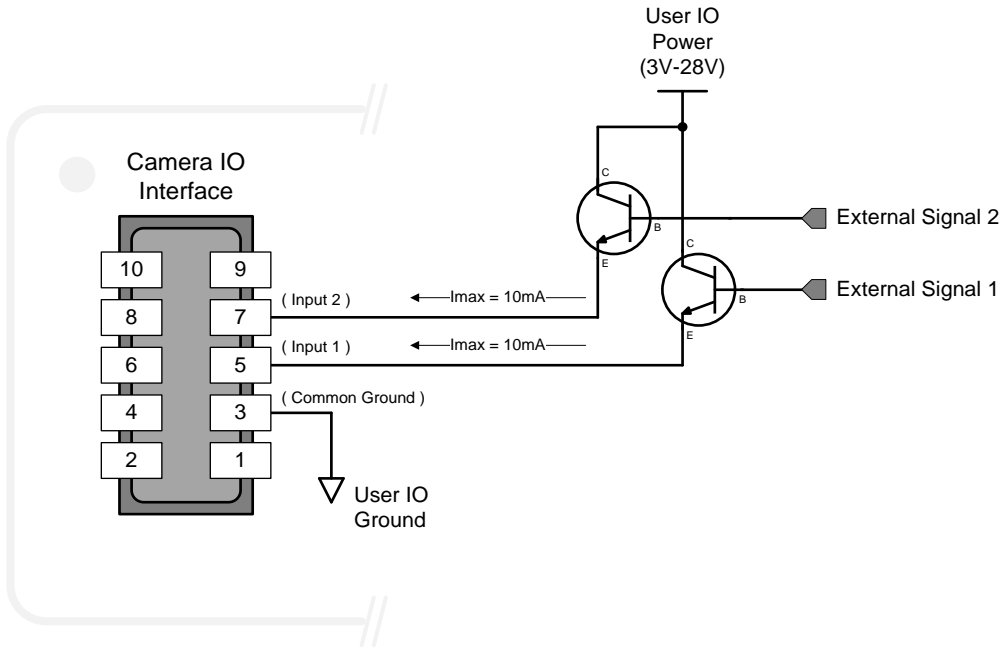 User IO
Power
(3V-28V)
Camera IO
Interface
C
External Signal 2
B
E
C
External Signal 1
B
E
10
9
( Input 2 )
Imax = 10mA
8
7
( Input 1 )
Imax = 10mA
6
5
( Common Ground )
4
3
2
1
User IO
Ground